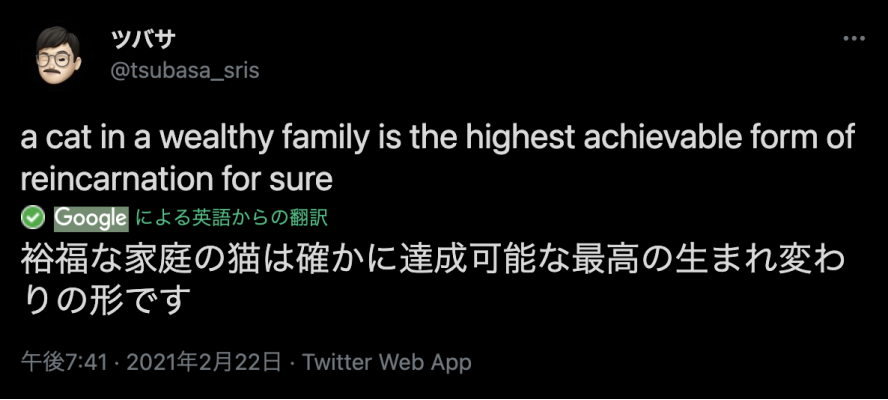 ツバサ
@tsubasa_sris
a cat in a wealthy family is the highest achievable form of
reincarnation for sure
Google による英語からの翻訳
裕福な家庭の猫は確かに達成可能な最高の生まれ変わ
りの形です
午後7:41 · 2021年2月22日 · Twitter Web App